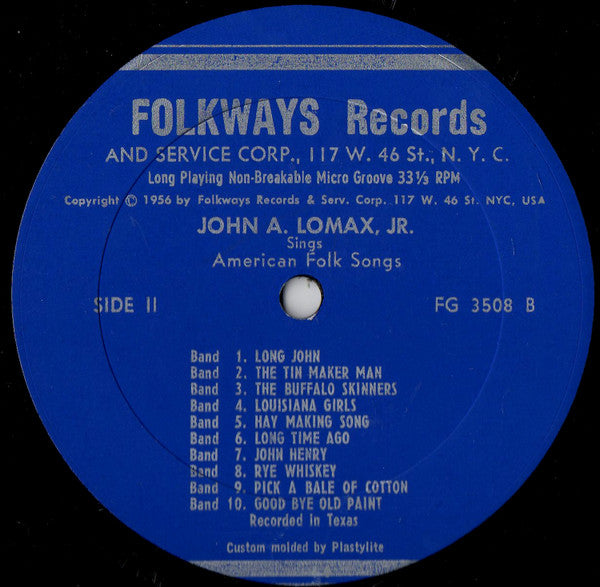 FOLKWAYS Records
AND SERVICE CORP., 117 W. 46 St., N. Y. C.
Long Playing Non-Breakable Micro Groove 33⅓ RPM
Copyright © 1956 by Folkways Records & Serv. Corp. 117 W. 46 St. NYC, USA
JOHN A. LOMAX, JR.
Sings
American Folk Songs
SIDE II FG 3508 B
Band 1. LONG JOHN
Band 2. THE TIN MAKER MAN
Band 3. THE BUFFALO SKINNERS
Band 4. LOUISIANA GIRLS
Band 5. HAY MAKING SONG
Band 6. LONG TIME AGO
Band 7. JOHN HENRY
Band 8. RYE WHISKEY
Band 9. PICK A BALE OF COTTON
Band 10. GOOD BYE OLD PAINT
Recorded in Texas
Custom molded by Plastylite